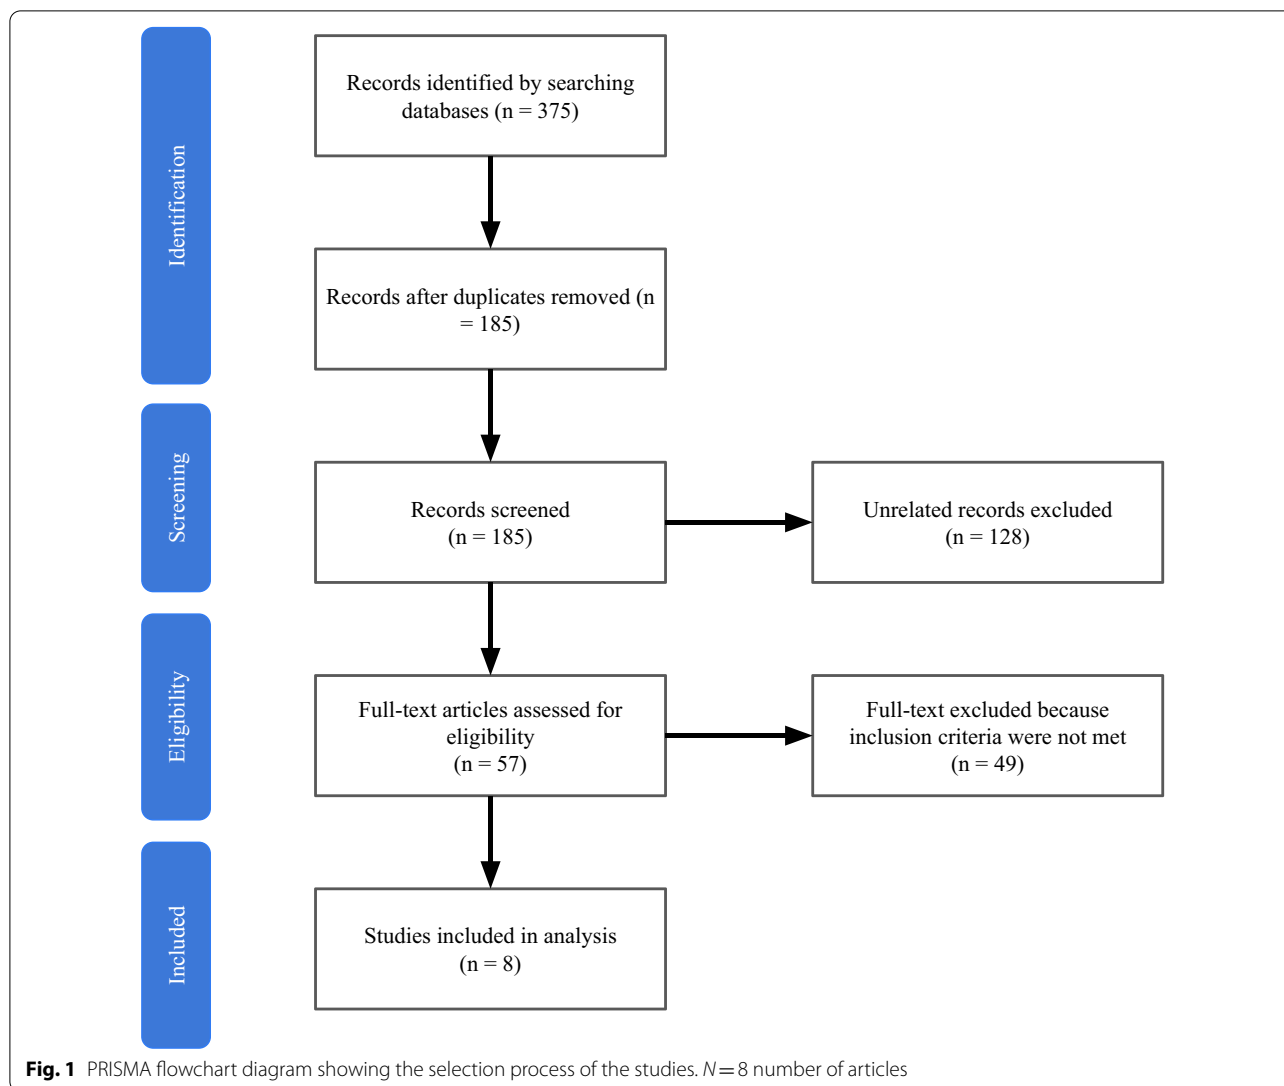 Identification
Records identified by searching
databases (n = 375)
Records after duplicates removed (n
= 185)
Screening
Records screened
(n = 185)
Unrelated records excluded
(n = 128)
Eligibility
Full-text articles assessed for
eligibility
(n = 57)
Full-text excluded because
inclusion criteria were not met
(n = 49)
Included
Studies included in analysis
(n = 8)
Fig. 1 PRISMA flowchart diagram showing the selection process of the studies. N = 8 number of articles